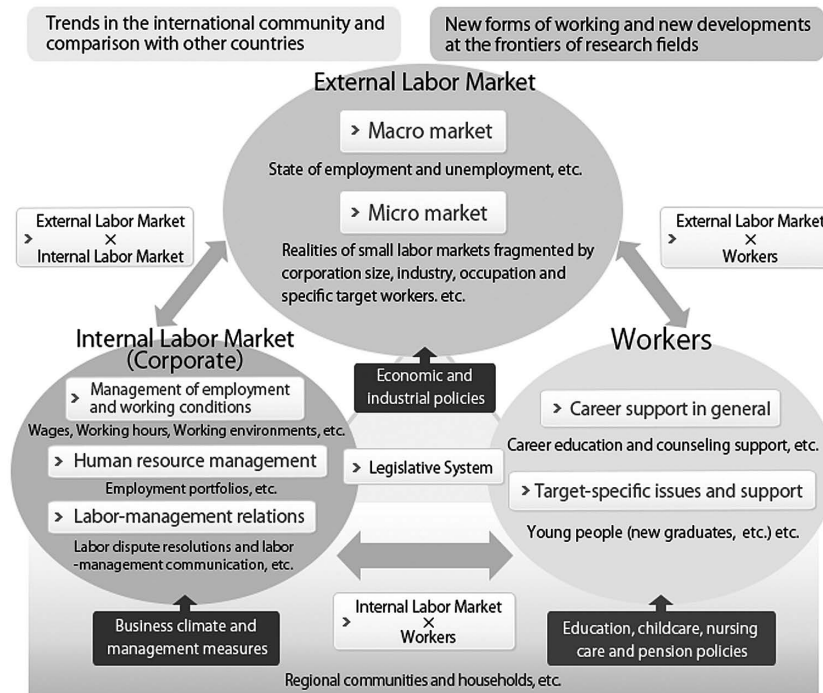 Trends in the international community and
comparison with other countries
New forms of working and new developments
at the frontiers of research fields
External Labor Market
> Macro market
State of employment and unemployment, etc.
> Micro market
Realities of small labor markets fragmented by
corporation size, industry, occupation and
specific target workers. etc.
External Labor Market
> ×
Internal Labor Market
External Labor Market
> ×
Workers
Internal Labor Market
(Corporate)
> Management of employment
and working conditions
Wages, Working hours, Working environments, etc.
> Human resource management
Employment portfolios, etc.
> Labor-management relations
Labor dispute resolutions and labor
-management communication, etc.
Economic and
industrial policies
> Legislative System
Workers
> Career support in general
Career education and counseling support, etc.
> Target-specific issues and support
Young people (new graduates, etc.) etc.
Business climate and
management measures
Internal Labor Market
> ×
Workers
Education, childcare, nursing
care and pension policies
Regional communities and households, etc.